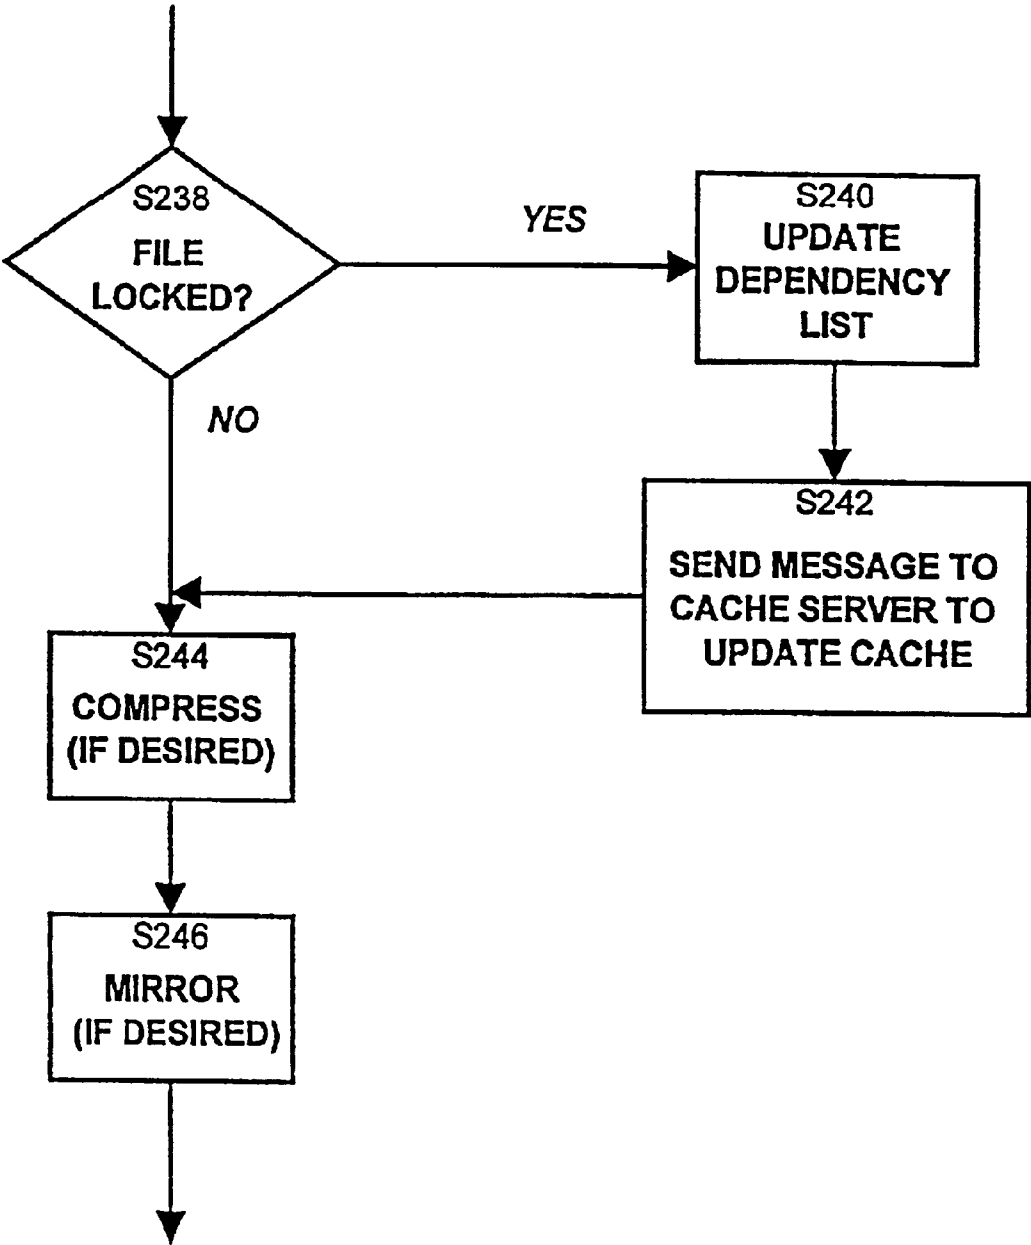 S238
FILE
LOCKED?
YES
S240
UPDATE
DEPENDENCY
LIST
NO
S242
SEND MESSAGE TO
CACHE SERVER TO
UPDATE CACHE
S244
COMPRESS
(IF DESIRED)
S246
MIRROR
(IF DESIRED)